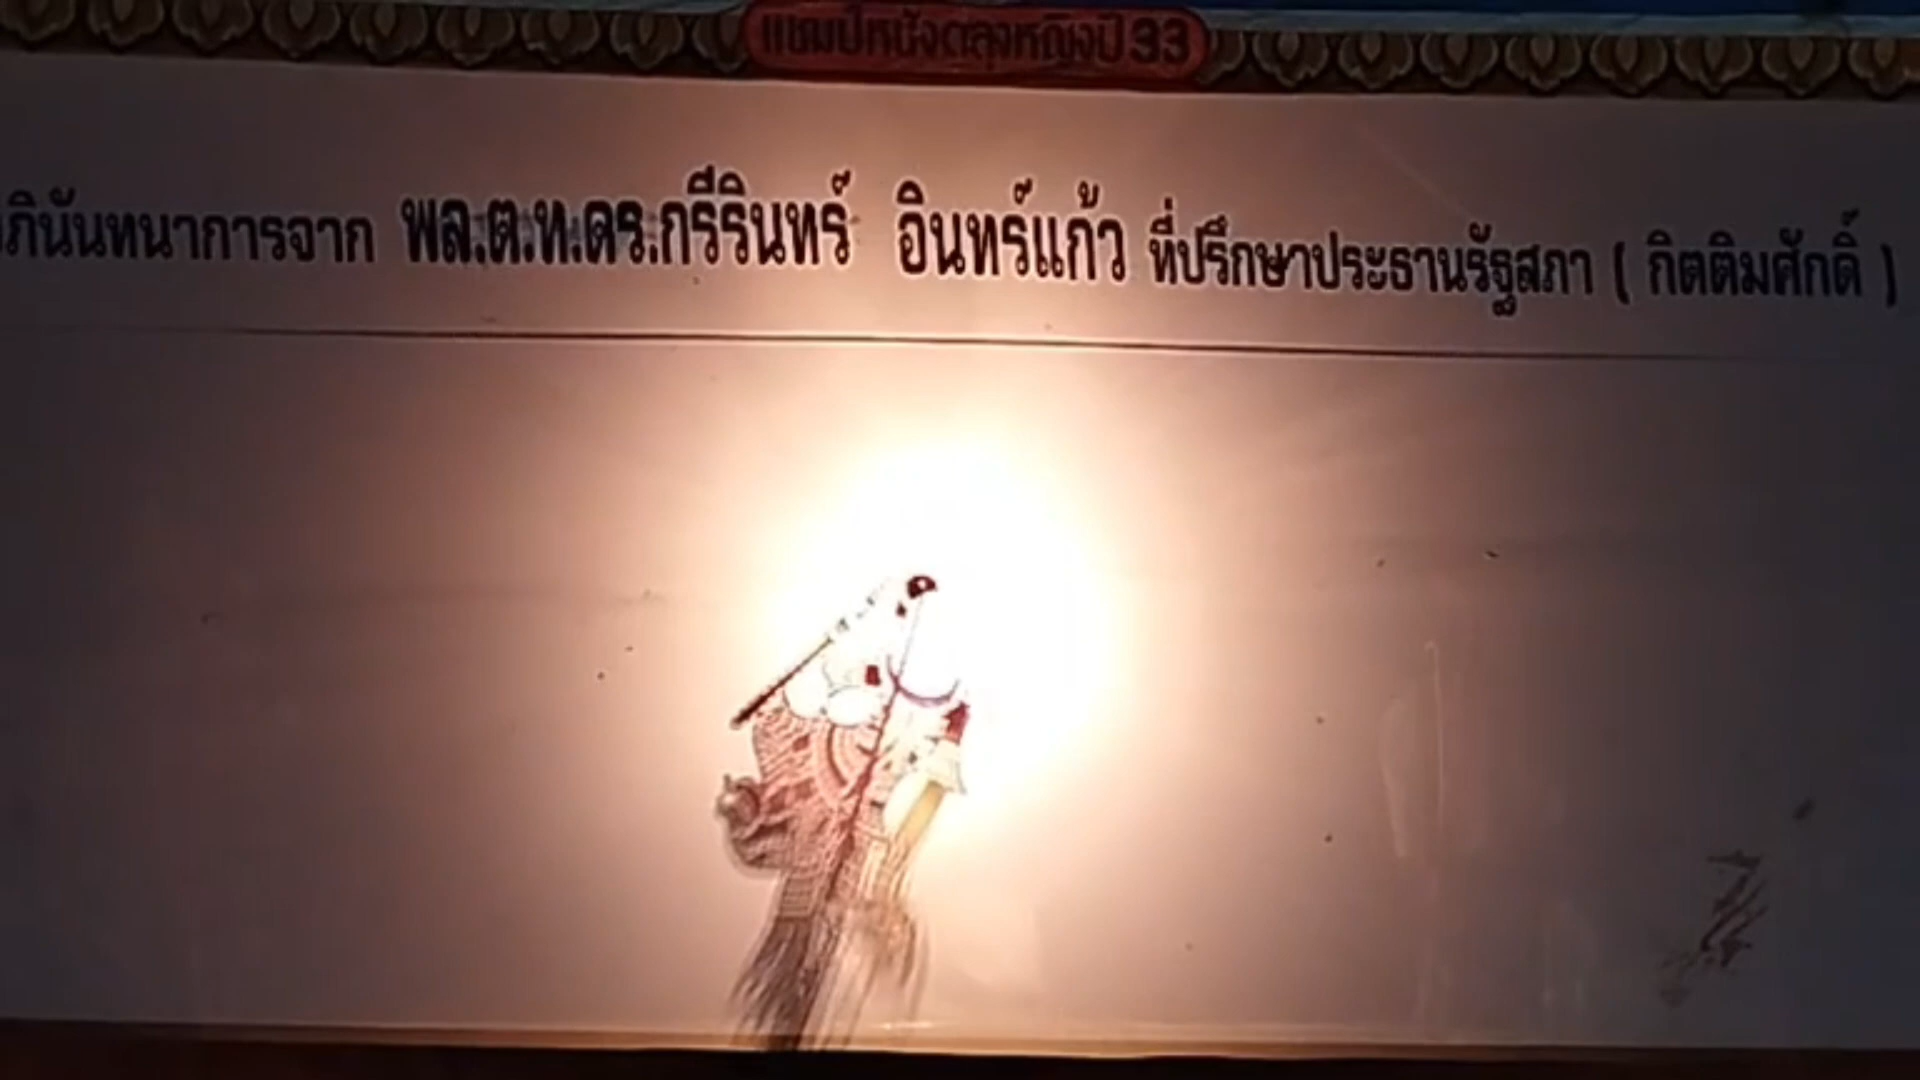 แชมป์หนังตะลุงหญิงปี 33
ภินันทนาการจาก พล.ต.ท.ดร.กรีรินทร์ อินทร์แก้ว ที่ปรึกษาประธานรัฐสภา ( กิตติมศักดิ์ )